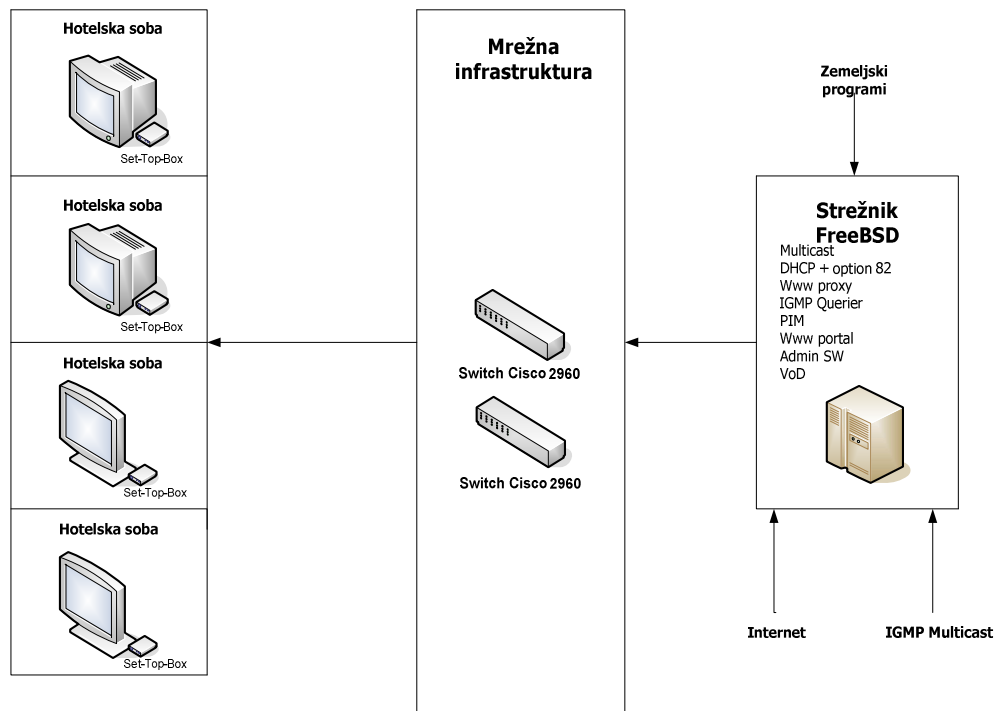 Hotelska soba
Set-Top-Box
Hotelska soba
Set-Top-Box
Hotelska soba
Set-Top-Box
Hotelska soba
Set-Top-Box
Mrežna
infrastruktura
Switch Cisco 2960
Switch Cisco 2960
Zemeljski
programi
Strežnik
FreeBSD
Multicast
DHCP + option 82
Www proxy
IGMP Querier
PIM
Www portal
Admin SW
VoD
Internet
IGMP Multicast